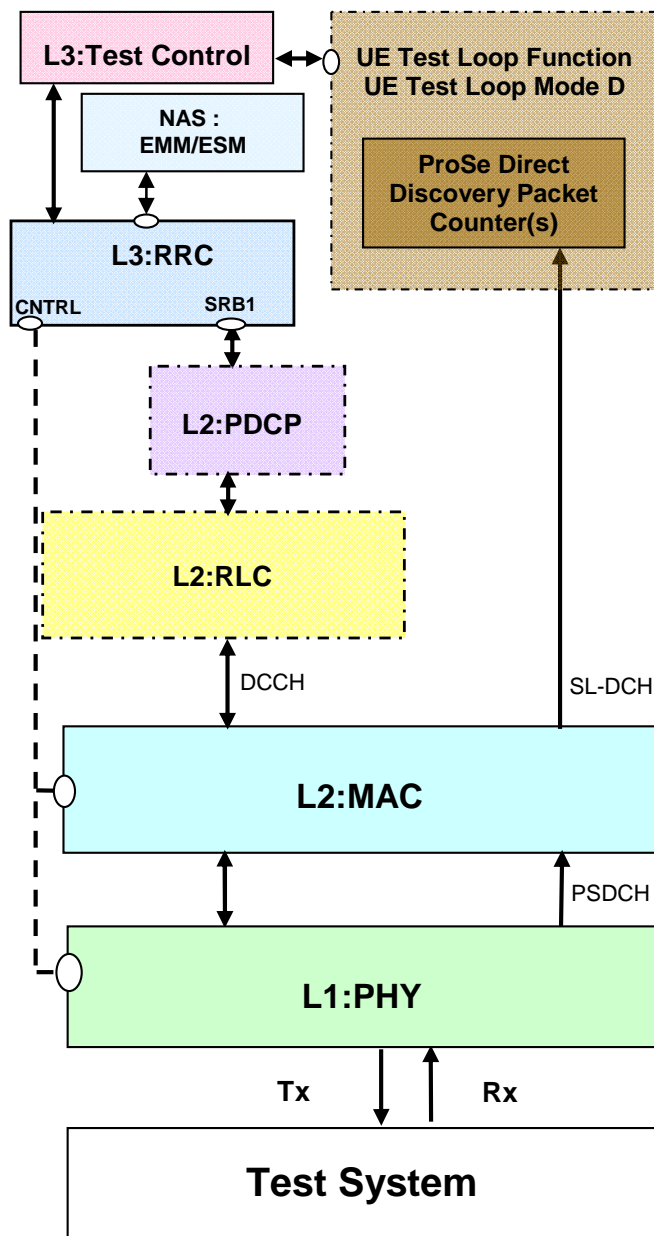 L3:Test Control
UE Test Loop Function
UE Test Loop Mode D
NAS :
EMM/ESM
ProSe Direct
Discovery Packet
Counter(s)
L3:RRC
CNTRL
SRB1
L2:PDCP
L2:RLC
DCCH
SL-DCH
L2:MAC
PSDCH
L1:PHY
Tx
Rx
Test System